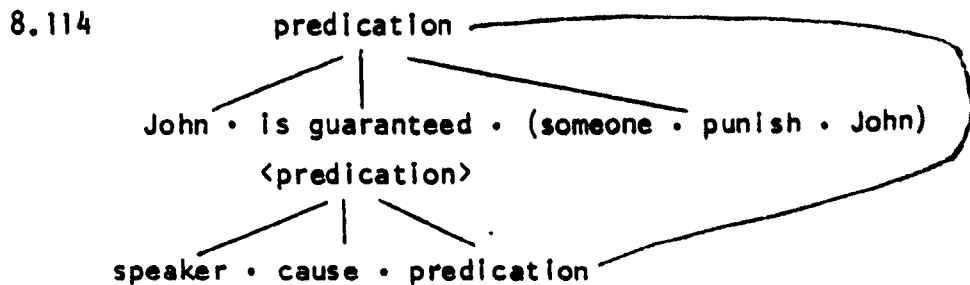 8.114 predication
John • is guaranteed • (someone • punish • John)
<predication>
speaker • cause • predication